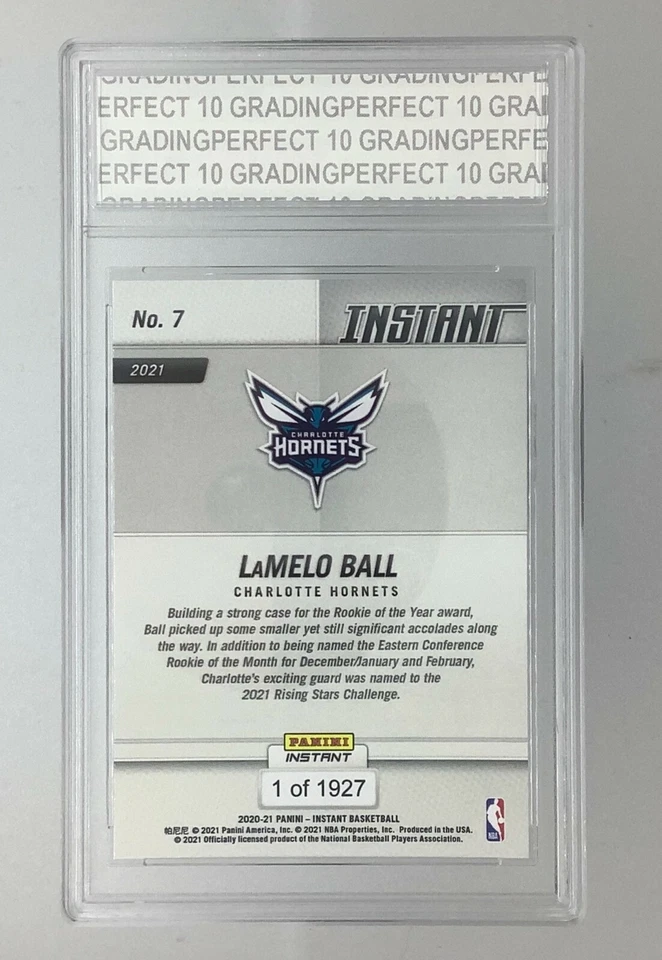 GRADINGPERFECT 10 GRADINGPERFE
ERFECT 10 GRADINGPERFECT 10 GRA
GRADINGPERFECT 10 GRADINGPERFE
ERFECT 10 GRADINGPERFECT 10 GRA
No. 7
INSTANT
2021
CHARLOTTE
HORNETS
LAMELO BALL
CHARLOTTE HORNETS
Building a strong case for the Rookie of the Year award,
Ball picked up some smaller yet still significant accolades along
the way. In addition to being named the Eastern Conference
Rookie of the Month for December/January and February,
Charlotte's exciting guard was named to the
2021 Rising Stars Challenge.
PANINI
INSTANT
1 of 1927
2020-21 PANINI – INSTANT BASKETBALL
帕尼尼 © 2021 Panini America, Inc. © 2021 NBA Properties, Inc. Produced in the USA.
© 2021 Officially licensed product of the National Basketball Players Association.
NBA